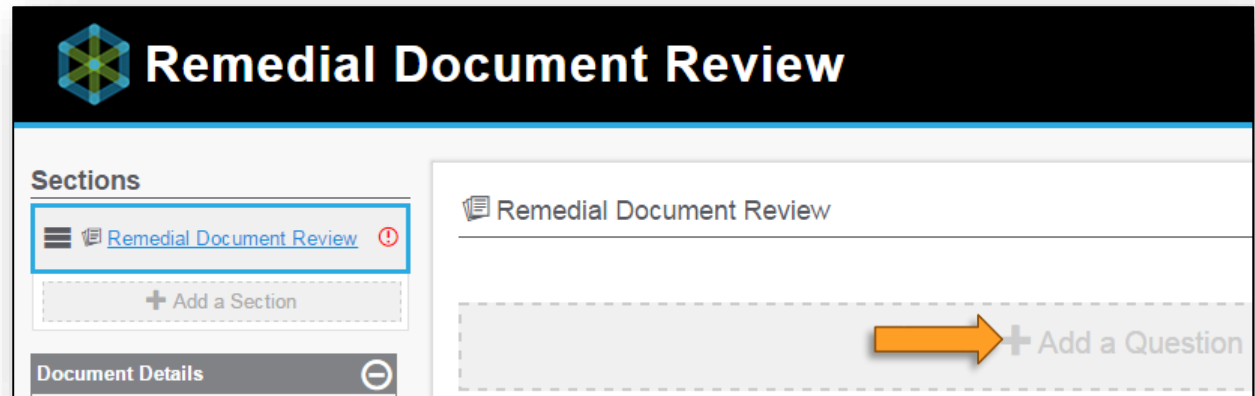 Remedial Document Review
Sections
Remedial Document Review
Add a Section
Document Details
Remedial Document Review
Add a Question